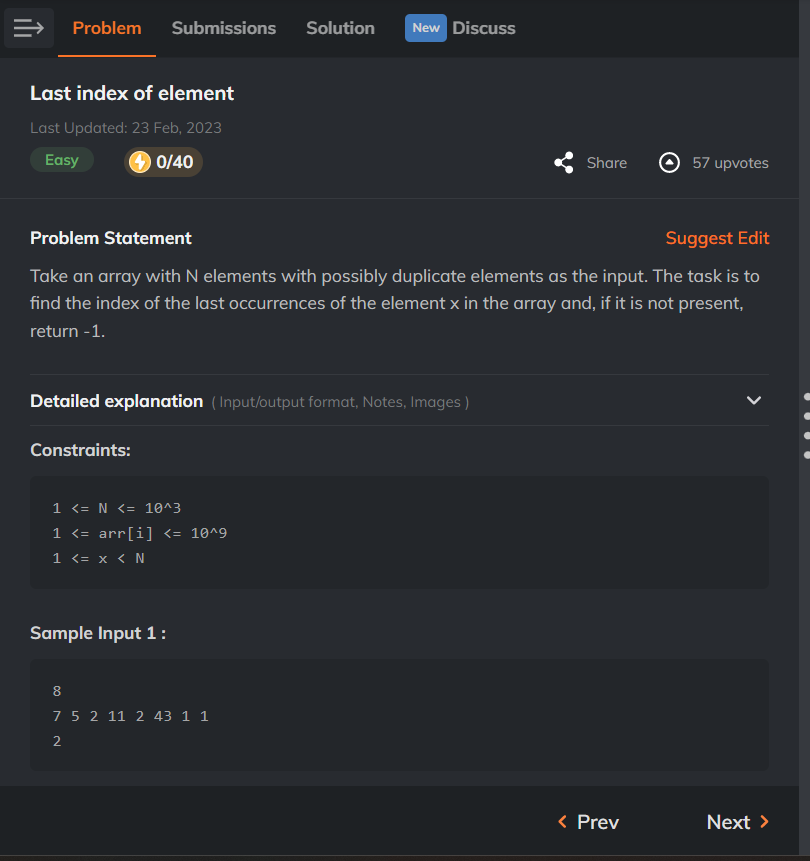 Problem Submissions Solution New Discuss
Last index of element
Last Updated: 23 Feb, 2023
Easy 0/40 Share 57 upvotes
Problem Statement Suggest Edit
Take an array with N elements with possibly duplicate elements as the input. The task is to
find the index of the last occurrences of the element x in the array and, if it is not present,
return -1.
Detailed explanation ( Input/output format, Notes, Images )
Constraints:
1 <= N <= 10^3
1 <= arr[i] <= 10^9
1 <= x < N
Sample Input 1 :
8
7 5 2 11 2 43 1 1
2
Prev Next